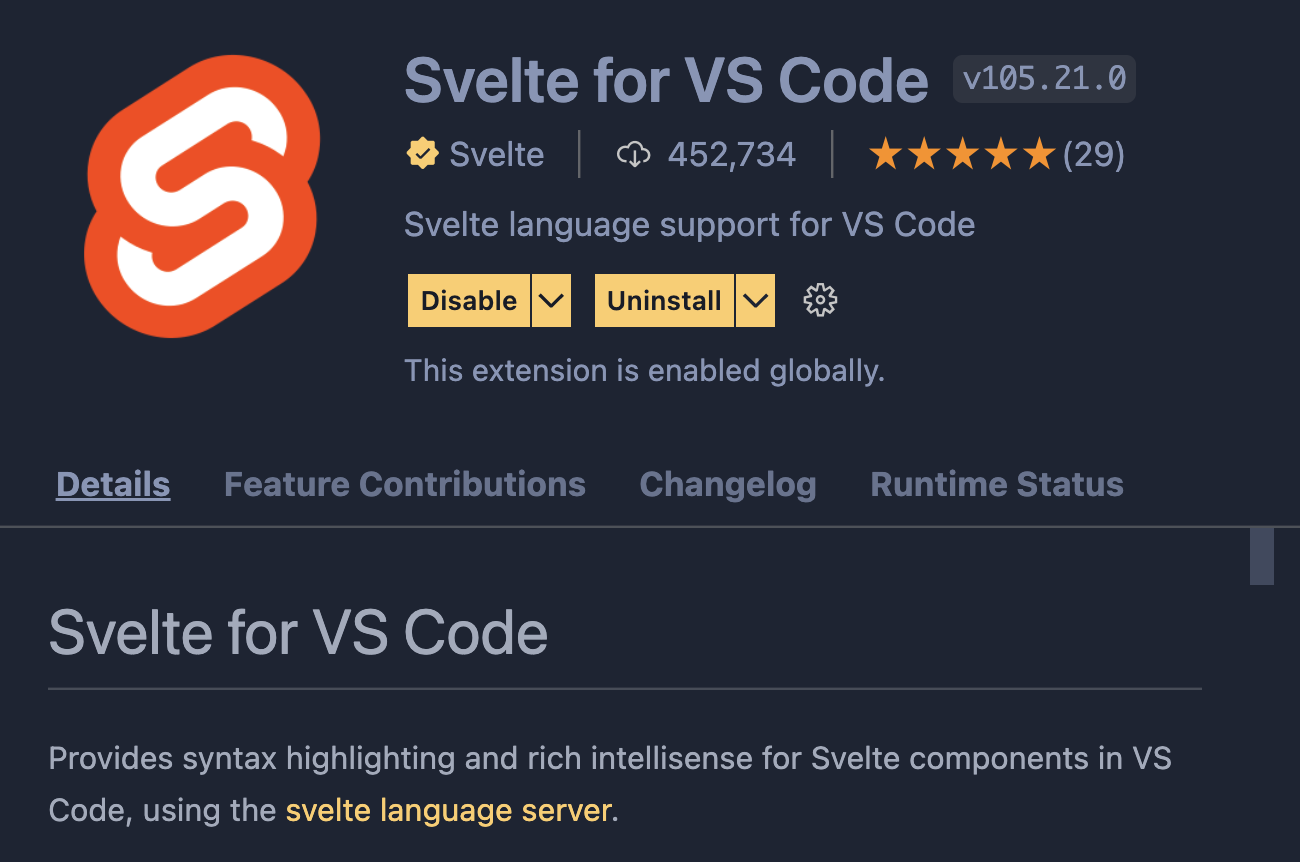 Svelte for VS Code v105.21.0
Svelte 452,734 (29)
Svelte language support for VS Code
Disable Uninstall
This extension is enabled globally.
Details Feature Contributions Changelog Runtime Status
Svelte for VS Code
Provides syntax highlighting and rich intellisense for Svelte components in VS
Code, using the svelte language server.